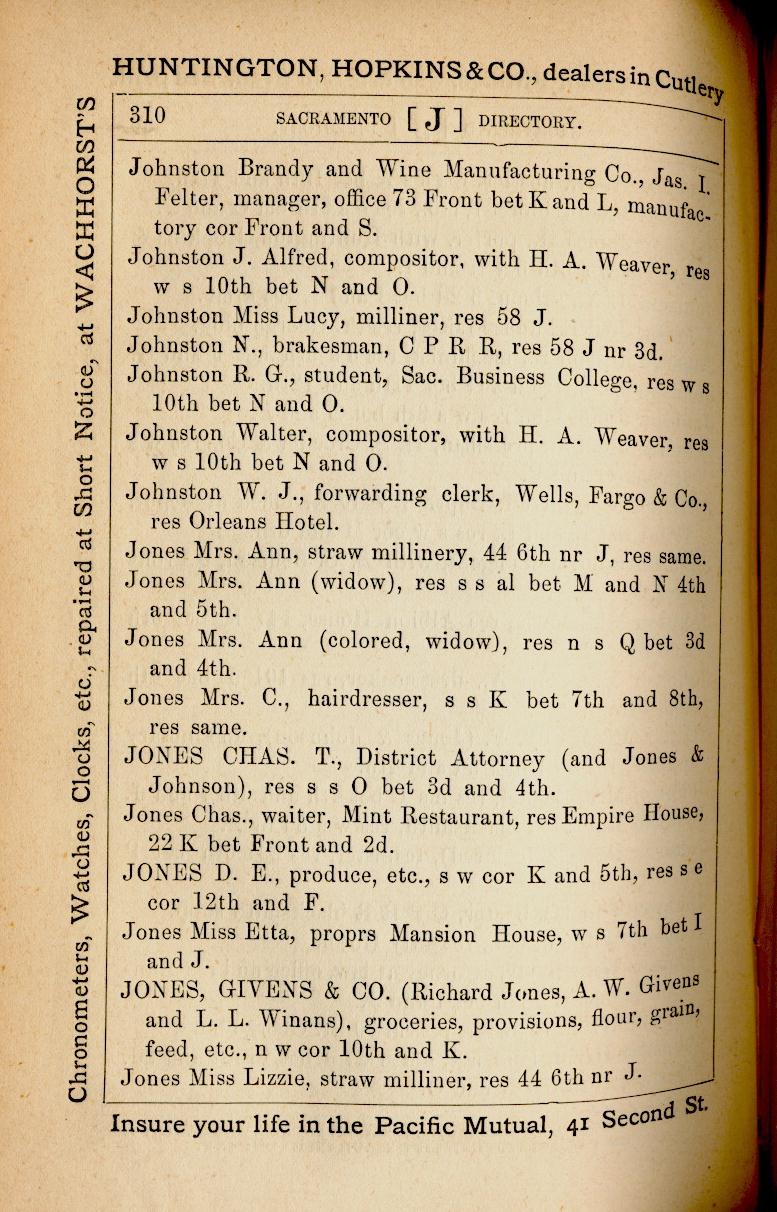 HUNTINGTON, HOPKINS & CO., dealers in Cutlery
310 SACRAMENTO [ J ] DIRECTORY.
Johnston Brandy and Wine Manufacturing Co., Jas. I.
Felter, manager, office 73 Front bet K and L, manufac-
tory cor Front and S.
Johnston J. Alfred, compositor, with H. A. Weaver, res
w s 10th bet N and O.
Johnston Miss Lucy, milliner, res 58 J.
Johnston N., brakesman, C P R R, res 58 J nr 3d.
Johnston R. G., student, Sac. Business College, res w s
10th bet N and O.
Johnston Walter, compositor, with H. A. Weaver, res
w s 10th bet N and O.
Johnston W. J., forwarding clerk, Wells, Fargo & Co.,
res Orleans Hotel.
Jones Mrs. Ann, straw millinery, 44 6th nr J, res same.
Jones Mrs. Ann (widow), res s s al bet M and N 4th
and 5th.
Jones Mrs. Ann (colored, widow), res n s Q bet 3d
and 4th.
Jones Mrs. C., hairdresser, s s K bet 7th and 8th,
res same.
JONES CHAS. T., District Attorney (and Jones &
Johnson), res s s O bet 3d and 4th.
Jones Chas., waiter, Mint Restaurant, res Empire House,
22 K bet Front and 2d.
JONES D. E., produce, etc., s w cor K and 5th, res s e
cor 12th and F.
Jones Miss Etta, proprs Mansion House, w s 7th bet I
and J.
JONES, GIVENS & CO. (Richard Jones, A. W. Givens
and L. L. Winans), groceries, provisions, flour, grain,
feed, etc., n w cor 10th and K.
Jones Miss Lizzie, straw milliner, res 44 6th nr J.
Insure your life in the Pacific Mutual, 41 Second St.
Chronometers, Watches, Clocks, etc., repaired at Short Notice, at WACHHORST'S